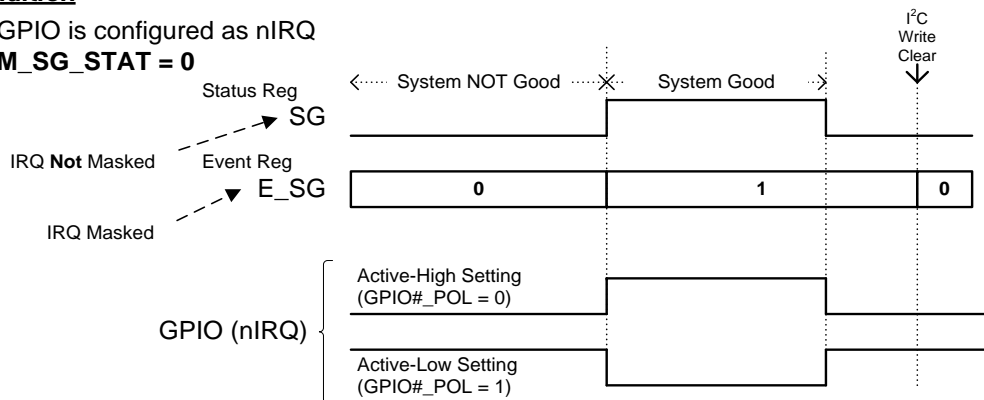 GPIO is configured as nIRQ
M_SG_STAT = 0
I²C
Write
Clear
System NOT Good
System Good
Status Reg
SG
IRQ Not Masked
Event Reg
E_SG
0
1
0
IRQ Masked
Active-High Setting
(GPIO#_POL = 0)
GPIO (nIRQ)
Active-Low Setting
(GPIO#_POL = 1)